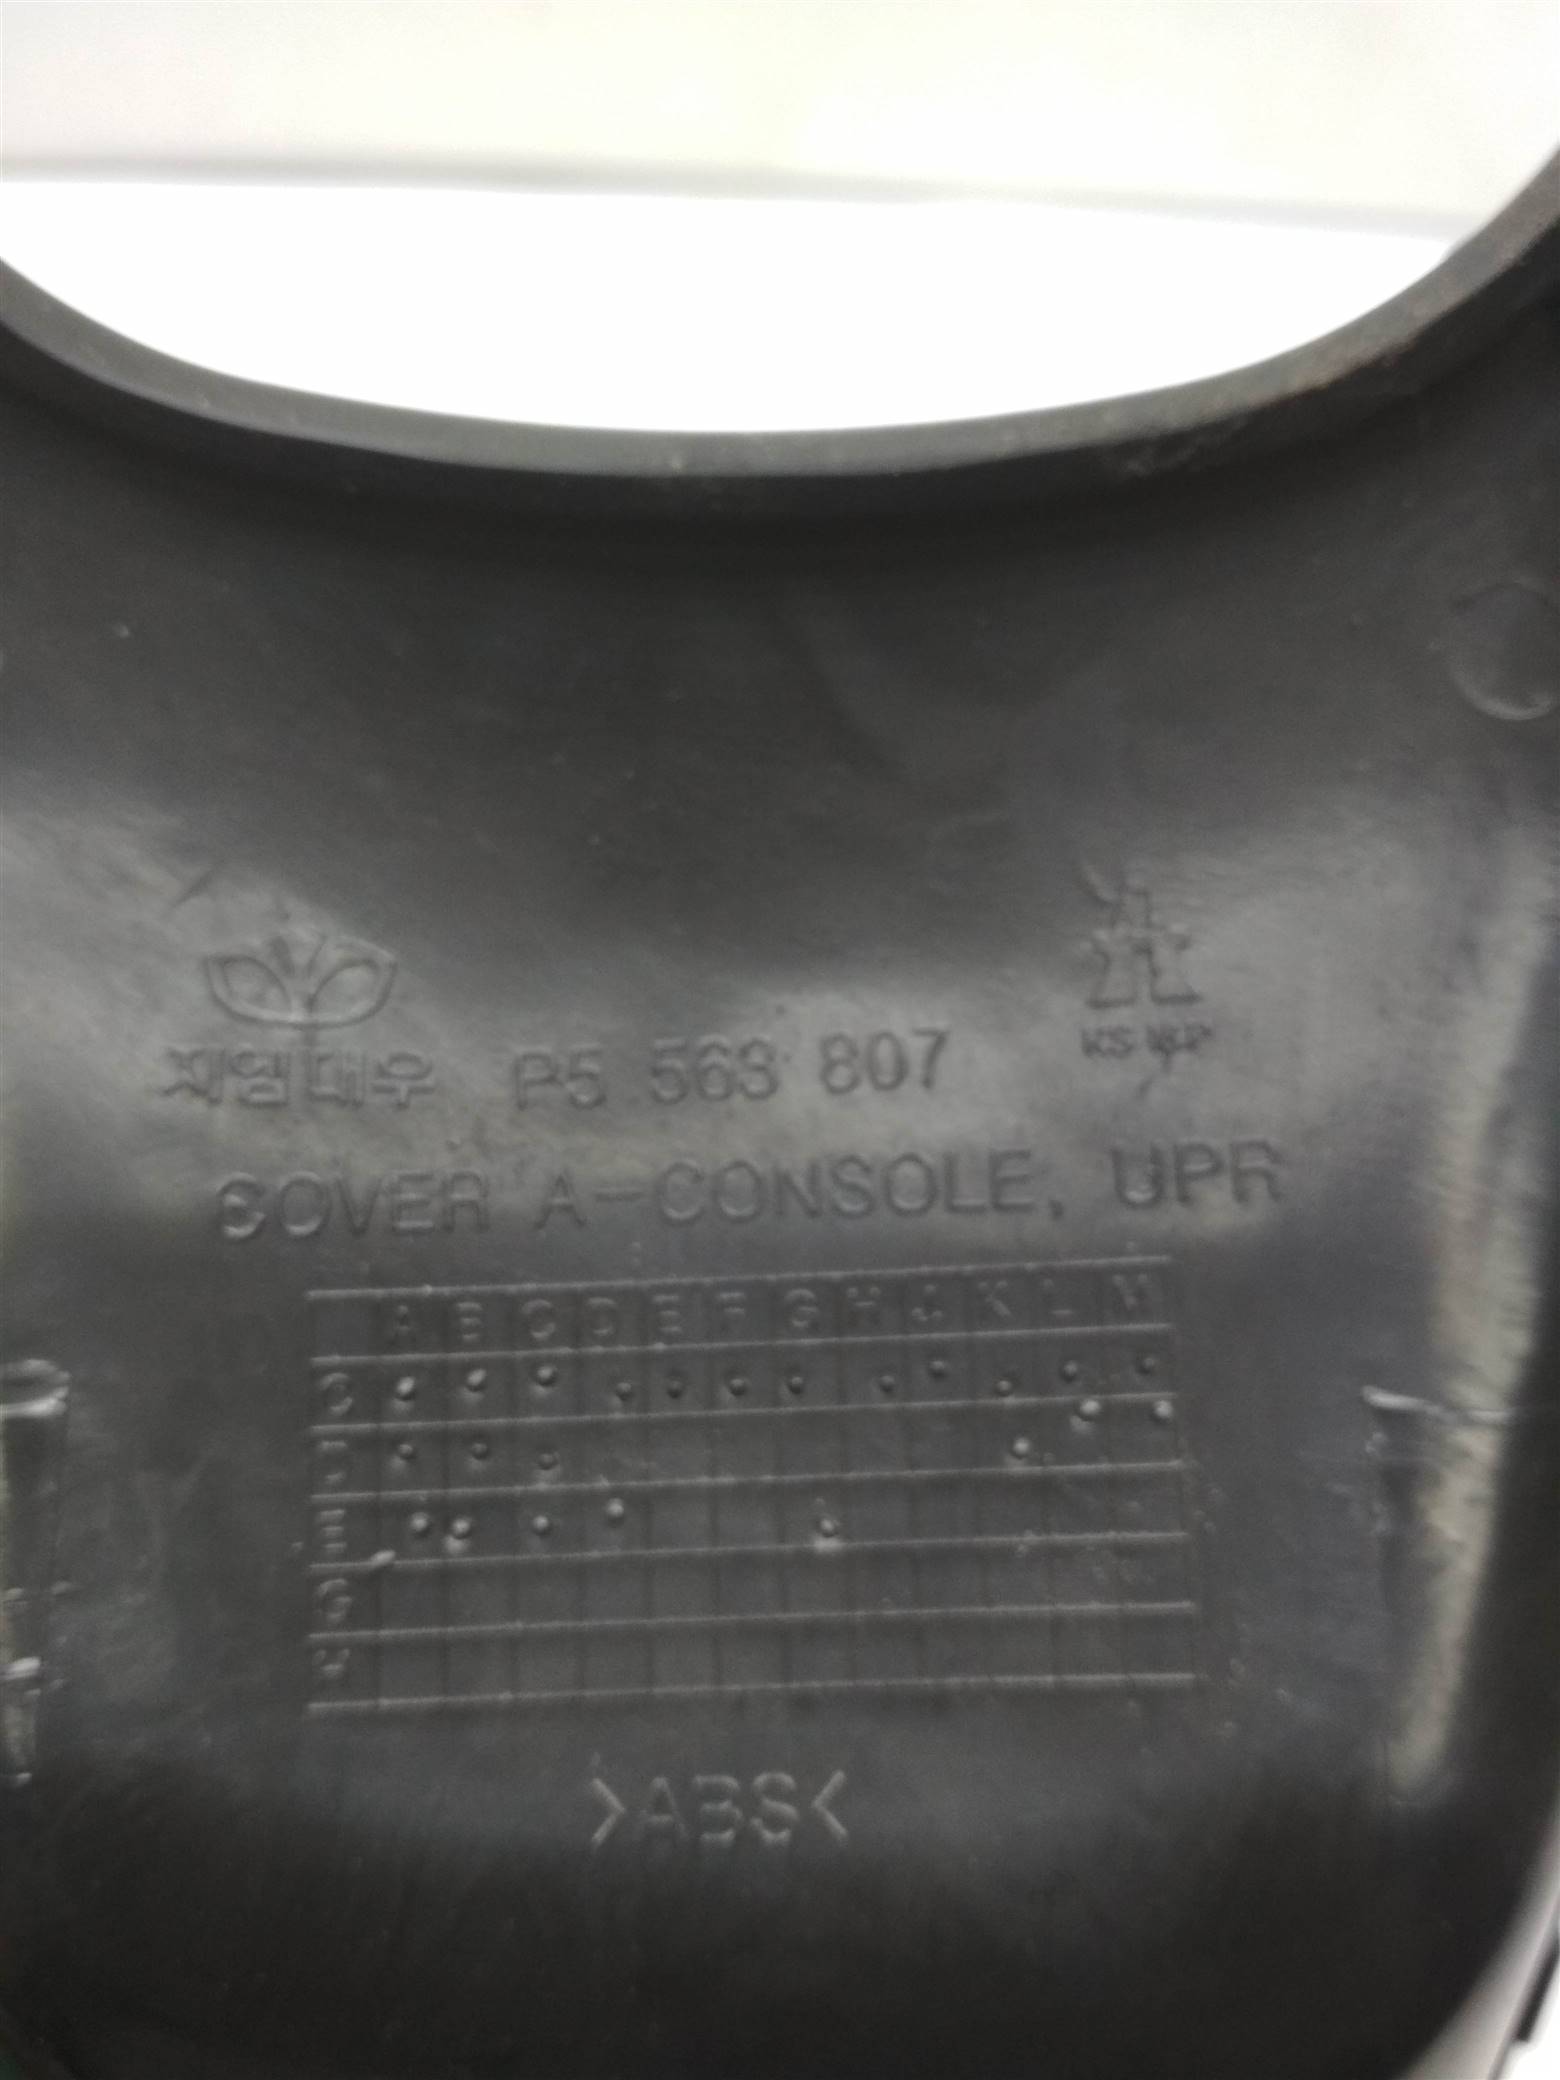 지엠대우 P5 563 807
COVER A-CONSOLE, UPR
A B C D E F G H J K L M
C
D
E
G
H
>ABS<